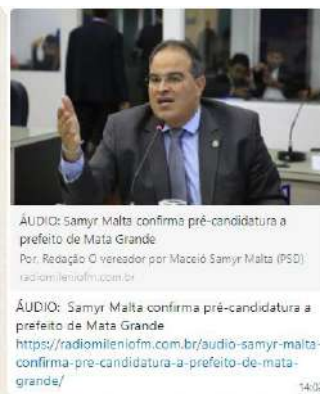 ÁUDIO: Samyr Malta confirma pré-candidatura a
prefeito de Mata Grande
Por: Redação O vereador por Maceió Samyr Malta (PSD)
radiomileniofm.com.br
ÁUDIO: Samyr Malta confirma pré-candidatura a
prefeito de Mata Grande
https://radiomileniofm.com.br/audio-samyr-malta-
confirma-pre-candidatura-a-prefeito-de-mata-
grande/